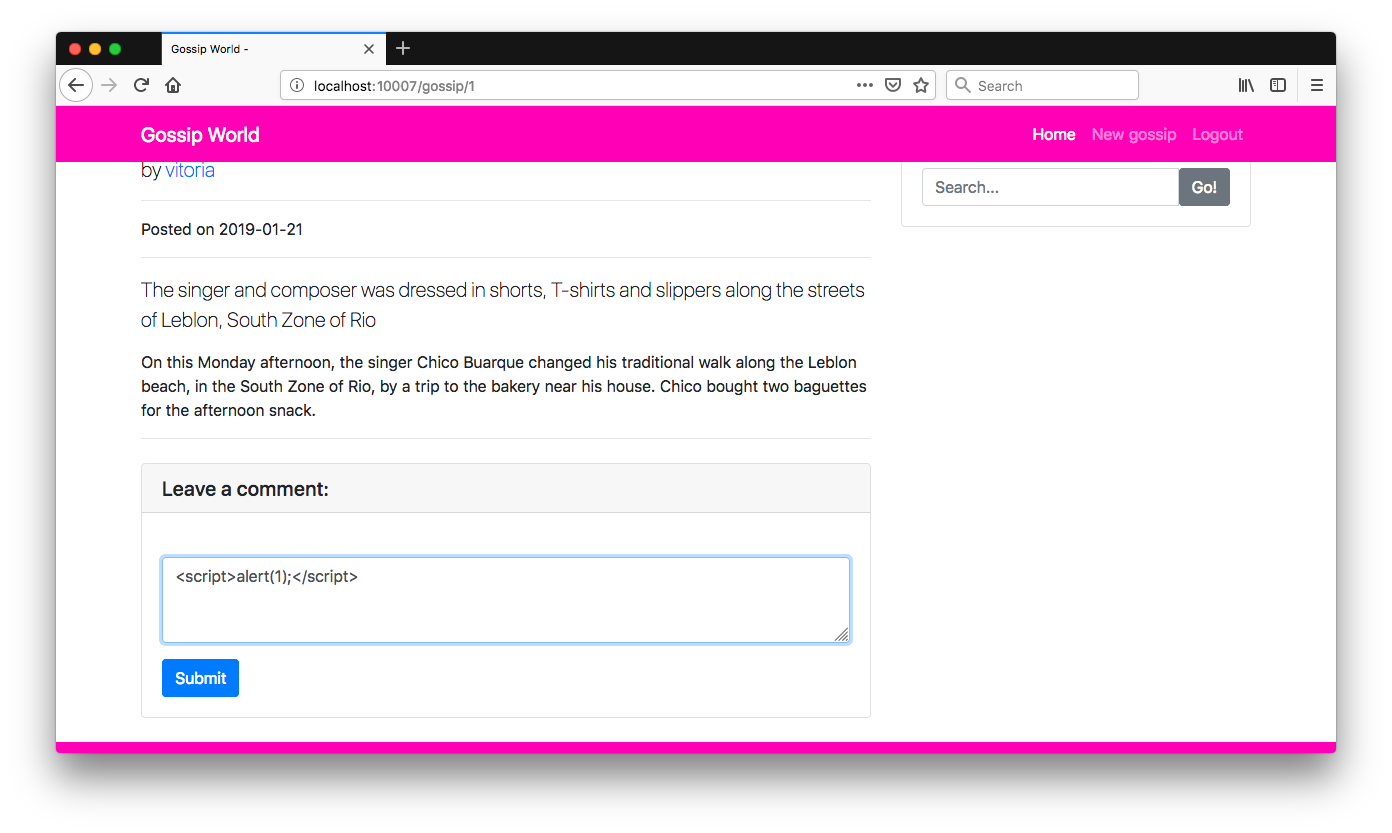 Gossip World -
localhost:10007/gossip/1
Search
Gossip World
Home New gossip Logout
by vitoria
Search...
Go!
Posted on 2019-01-21
The singer and composer was dressed in shorts, T-shirts and slippers along the streets
of Leblon, South Zone of Rio
On this Monday afternoon, the singer Chico Buarque changed his traditional walk along the Leblon
beach, in the South Zone of Rio, by a trip to the bakery near his house. Chico bought two baguettes
for the afternoon snack.
Leave a comment:
<script>alert(1);</script>
Submit